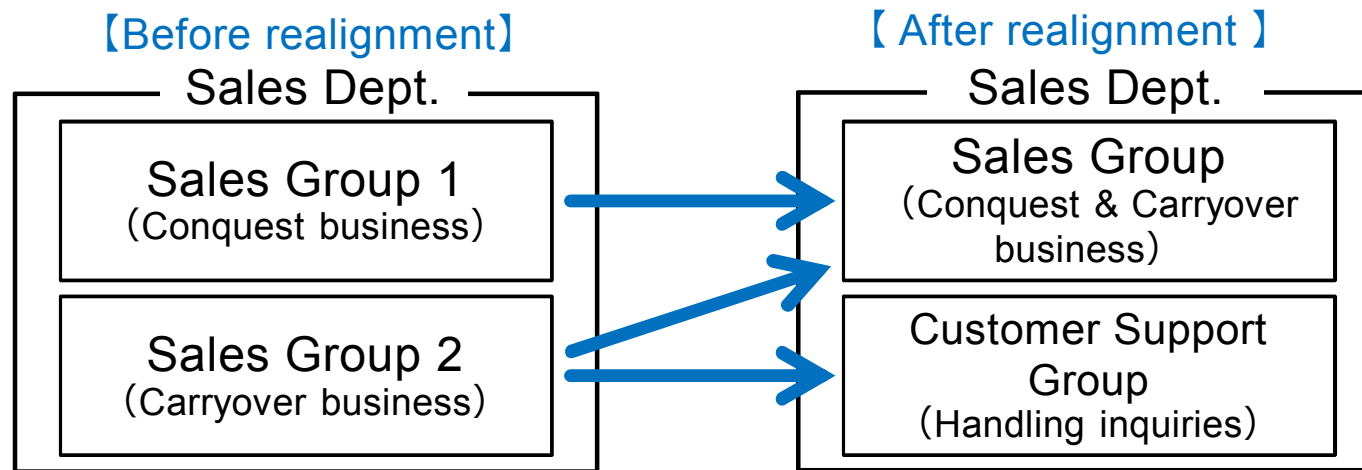 【Before realignment】
Sales Dept.
Sales Group 1
（Conquest business）
Sales Group 2
（Carryover business）
【 After realignment 】
Sales Dept.
Sales Group
（Conquest & Carryover
business）
Customer Support
Group
（Handling inquiries）